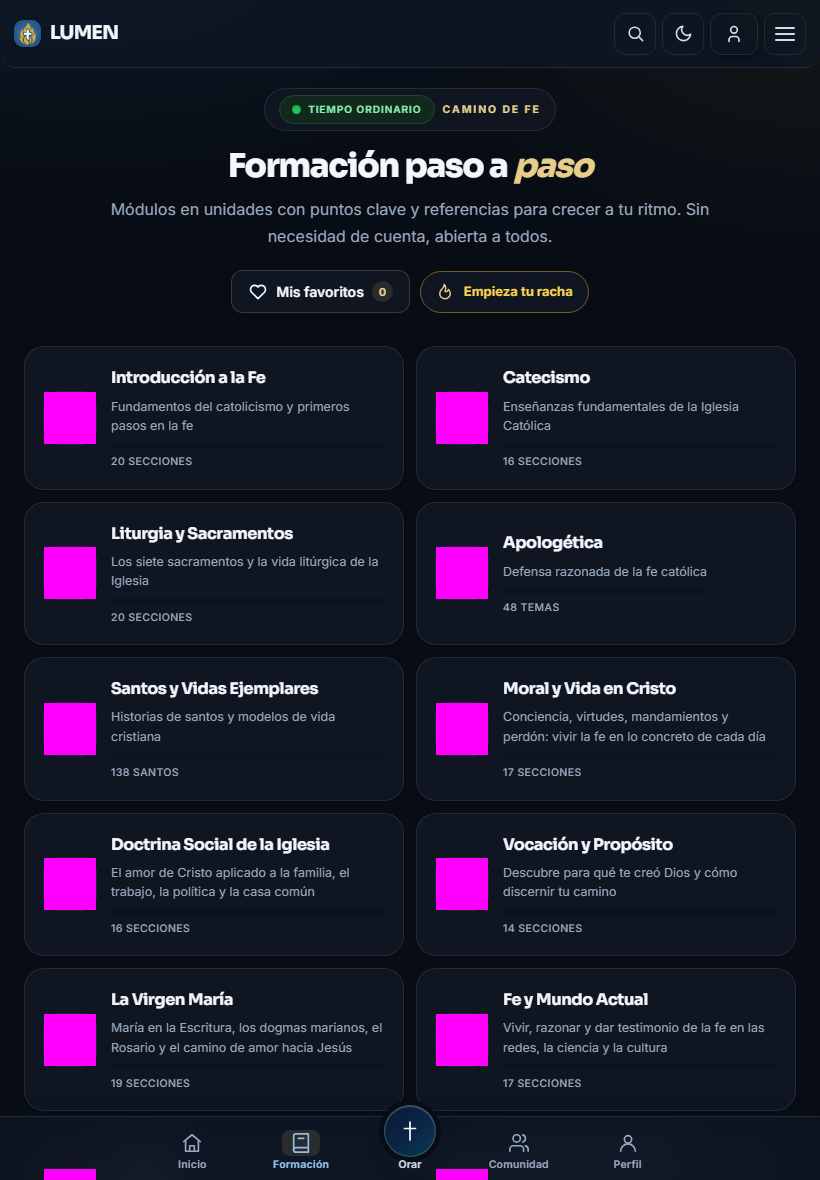 LUMEN
TIEMPO ORDINARIO CAMINO DE FE
Formación paso a paso
Módulos en unidades con puntos clave y referencias para crecer a tu ritmo. Sin
necesidad de cuenta, abierta a todos.
Mis favoritos 0
Empieza tu racha
Introducción a la Fe
Fundamentos del catolicismo y primeros
pasos en la fe
20 SECCIONES
Catecismo
Enseñanzas fundamentales de la Iglesia
Católica
16 SECCIONES
Liturgia y Sacramentos
Los siete sacramentos y la vida litúrgica de la
Iglesia
20 SECCIONES
Apologética
Defensa razonada de la fe católica
48 TEMAS
Santos y Vidas Ejemplares
Historias de santos y modelos de vida
cristiana
138 SANTOS
Moral y Vida en Cristo
Conciencia, virtudes, mandamientos y
perdón: vivir la fe en lo concreto de cada día
17 SECCIONES
Doctrina Social de la Iglesia
El amor de Cristo aplicado a la familia, el
trabajo, la política y la casa común
16 SECCIONES
Vocación y Propósito
Descubre para qué te creó Dios y cómo
discernir tu camino
14 SECCIONES
La Virgen María
María en la Escritura, los dogmas marianos, el
Rosario y el camino de amor hacia Jesús
19 SECCIONES
Fe y Mundo Actual
Vivir, razonar y dar testimonio de la fe en las
redes, la ciencia y la cultura
17 SECCIONES
Inicio
Formación
Orar
Comunidad
Perfil